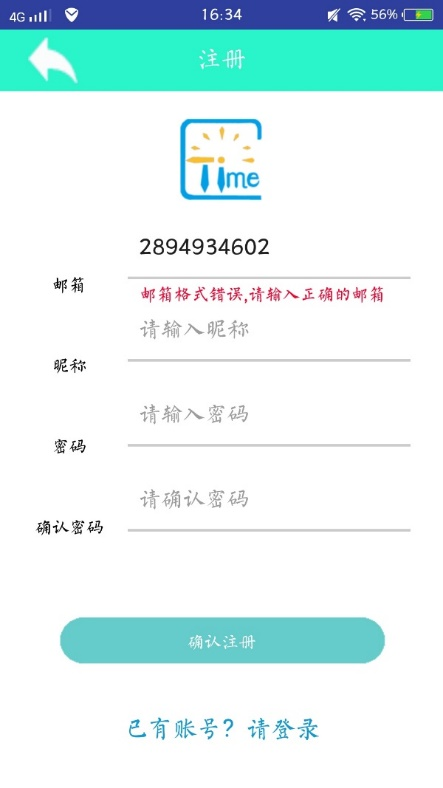 4G 16:34 56%
注册
Time
2894934602
邮箱
邮箱格式错误,请输入正确的邮箱
请输入昵称
昵称
请输入密码
密码
请确认密码
确认密码
确认注册
已有账号？请登录